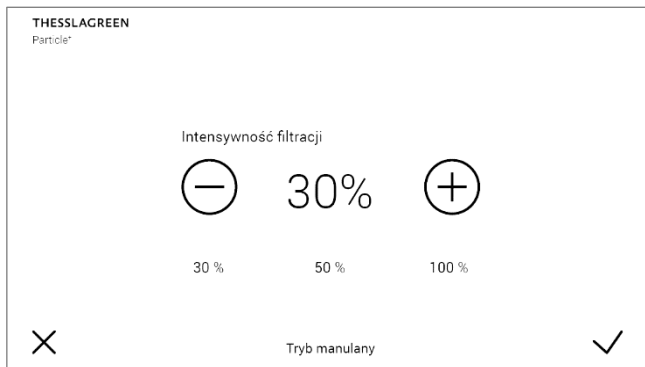 THESSLAGREEN
Particle+
Intensywność filtracji
30%
30 % 50 % 100 %
Tryb manulany